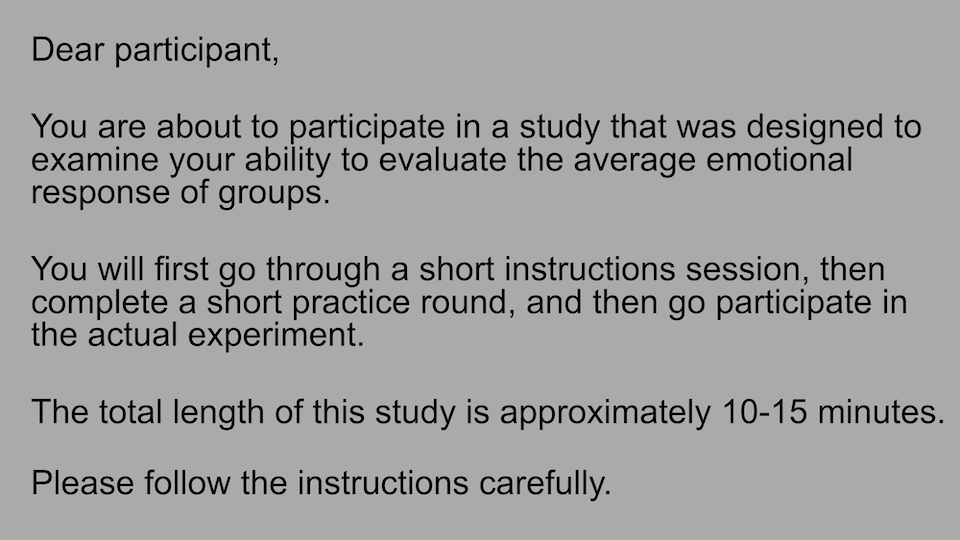 Dear participant,
You are about to participate in a study that was designed to
examine your ability to evaluate the average emotional
response of groups.
You will first go through a short instructions session, then
complete a short practice round, and then go participate in
the actual experiment.
The total length of this study is approximately 10-15 minutes.
Please follow the instructions carefully.